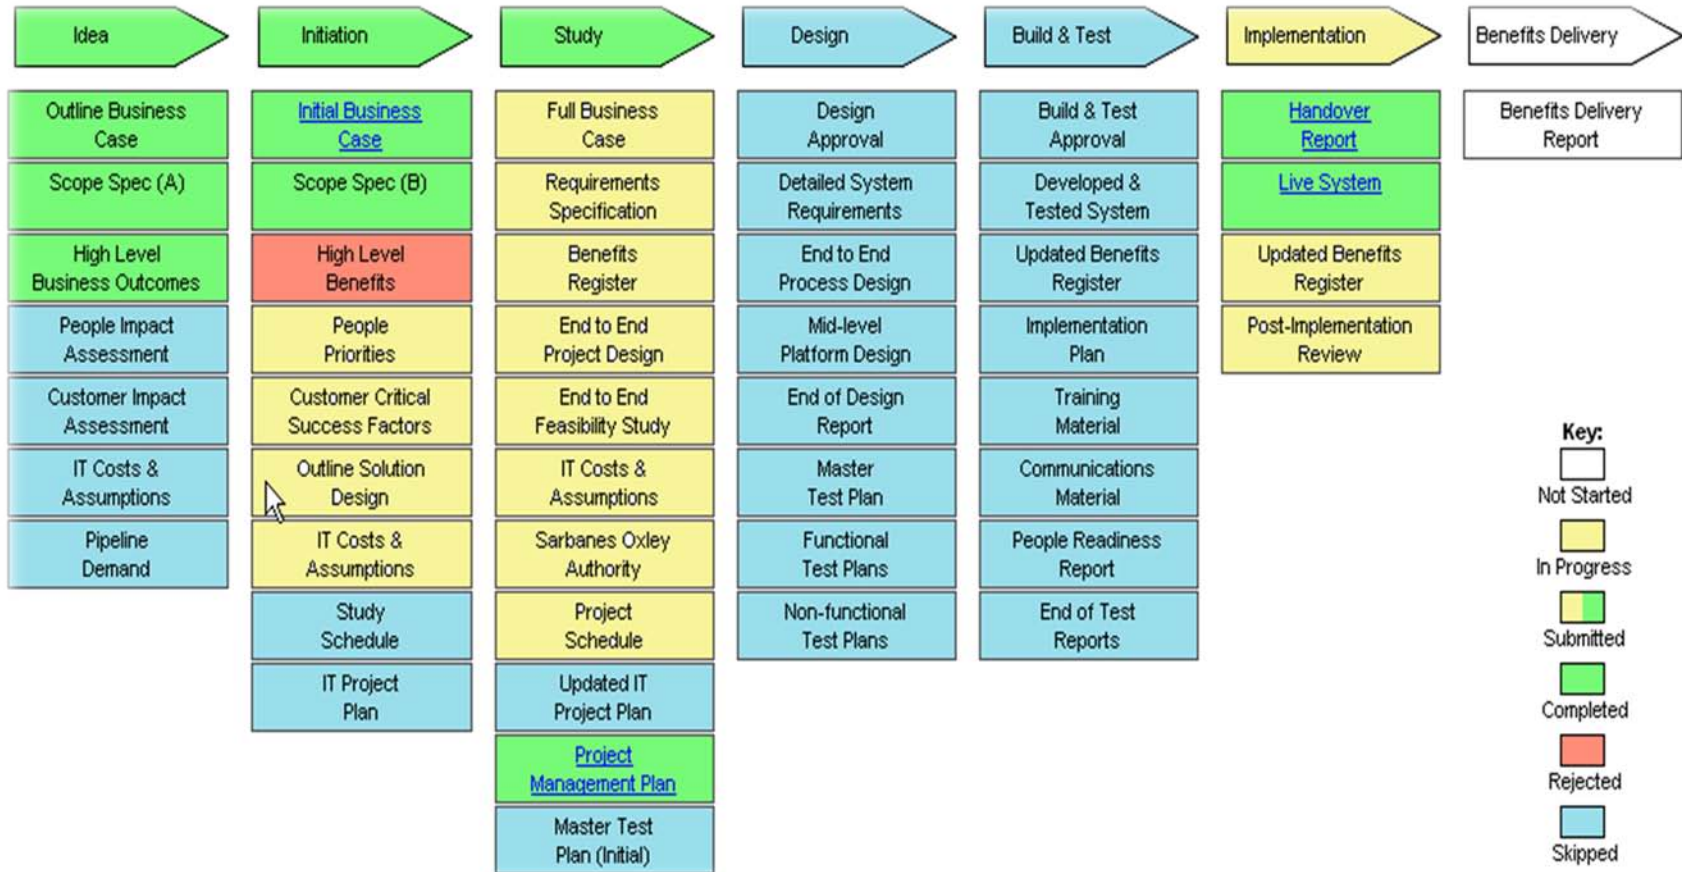 Idea
Initiation
Study
Design
Build & Test
Implementation
Benefits Delivery
Outline Business
Case
Scope Spec (A)
High Level
Business Outcomes
People Impact
Assessment
Customer Impact
Assessment
IT Costs &
Assumptions
Pipeline
Demand
Initial Business
Case
Scope Spec (B)
High Level
Benefits
People
Priorities
Customer Critical
Success Factors
Outline Solution
Design
IT Costs &
Assumptions
Study
Schedule
IT Project
Plan
Full Business
Case
Requirements
Specification
Benefits
Register
End to End
Project Design
End to End
Feasibility Study
IT Costs &
Assumptions
Sarbanes Oxley
Authority
Project
Schedule
Updated IT
Project Plan
Project
Management Plan
Master Test
Plan (Initial)
Design
Approval
Detailed System
Requirements
End to End
Process Design
Mid-level
Platform Design
End of Design
Report
Master
Test Plan
Functional
Test Plans
Non-functional
Test Plans
Build & Test
Approval
Developed &
Tested System
Updated Benefits
Register
Implementation
Plan
Training
Material
Communications
Material
People Readiness
Report
End of Test
Reports
Handover
Report
Live System
Updated Benefits
Register
Post-Implementation
Review
Benefits Delivery
Report
Key:
Not Started
In Progress
Submitted
Completed
Rejected
Skipped